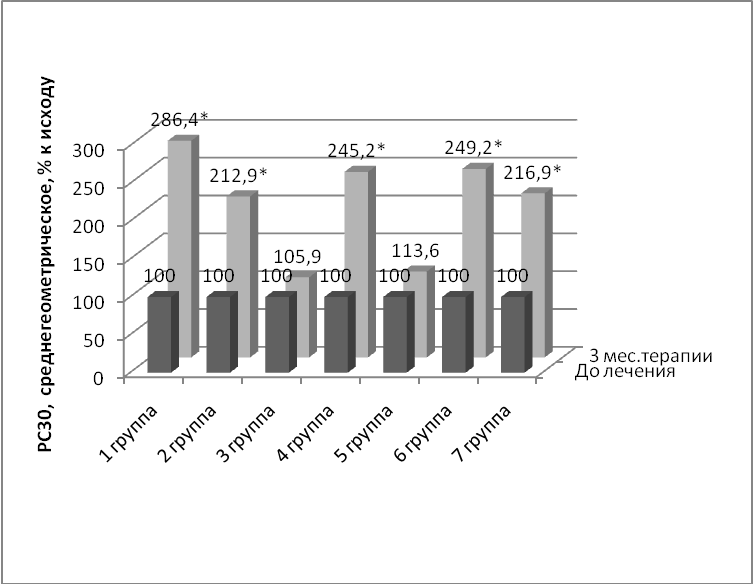 РС30, среднегеометрическое, % к исходу
300
250
200
150
100
50
0
286,4*
212,9*
105,9
245,2*
113,6
249,2*
216,9*
100
100
100
100
100
100
100
3 мес.терапии
До лечения
1 группа
2 группа
3 группа
4 группа
5 группа
6 группа
7 группа